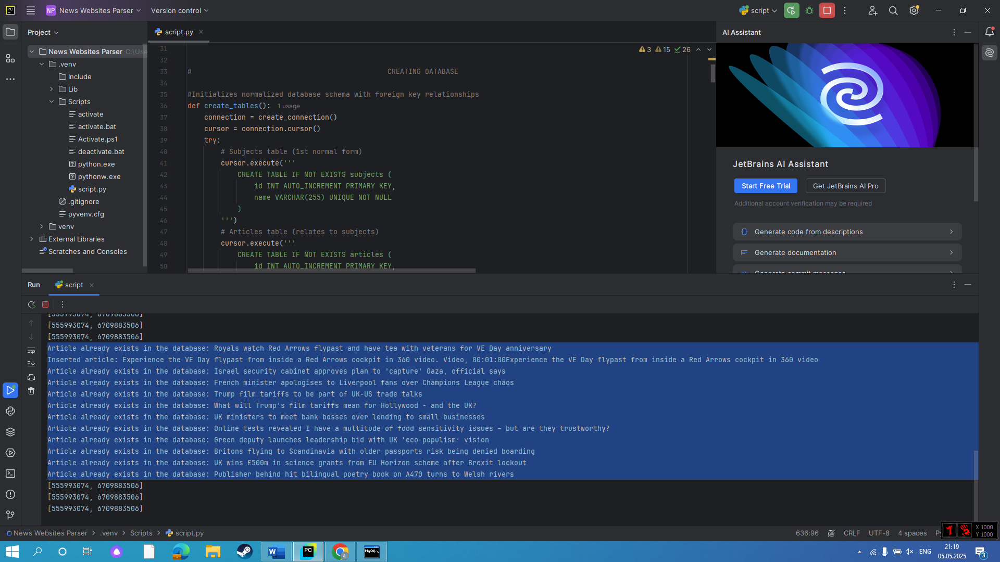 PC
NP News Websites Parser
Version control
script
Project
script.py
AI Assistant
News Websites Parser C:\Use
.venv
Include
Lib
Scripts
activate
activate.bat
Activate.ps1
deactivate.bat
python.exe
pythonw.exe
script.py
.gitignore
pyvenv.cfg
venv
External Libraries
Scratches and Consoles
3 15 26
31
32
33 # CREATING DATABASE
34
35 #Initializes normalized database schema with foreign key relationships
36 def create_tables(): 1 usage
37 connection = create_connection()
38 cursor = connection.cursor()
39 try:
40 # Subjects table (1st normal form)
41 cursor.execute('''
42 CREATE TABLE IF NOT EXISTS subjects (
43 id INT AUTO_INCREMENT PRIMARY KEY,
44 name VARCHAR(255) UNIQUE NOT NULL
45 )
46 ''')
47 # Articles table (relates to subjects)
48 cursor.execute('''
49 CREATE TABLE IF NOT EXISTS articles (
50 id INT AUTO_INCREMENT PRIMARY KEY,
JetBrains AI Assistant
Start Free Trial
Get JetBrains AI Pro
Additional account verification may be required
Generate code from descriptions
Generate documentation
Generate commit messages
Run
script
[555993074, 6709883506]
[555993074, 6709883506]
[555993074, 6709883506]
Article already exists in the database: Royals watch Red Arrows flypast and have tea with veterans for VE Day anniversary
Inserted article: Experience the VE Day flypast from inside a Red Arrows cockpit in 360 video. Video, 00:01:00Experience the VE Day flypast from inside a Red Arrows cockpit in 360 video
Article already exists in the database: Israel security cabinet approves plan to 'capture' Gaza, official says
Article already exists in the database: French minister apologises to Liverpool fans over Champions League chaos
Article already exists in the database: Trump film tariffs to be part of UK-US trade talks
Article already exists in the database: What will Trump's film tariffs mean for Hollywood - and the UK?
Article already exists in the database: UK ministers to meet bank bosses over lending to small businesses
Article already exists in the database: Online tests revealed I have a multitude of food sensitivity issues – but are they trustworthy?
Article already exists in the database: Green deputy launches leadership bid with UK ‘eco-populism’ vision
Article already exists in the database: Britons flying to Scandinavia with older passports risk being denied boarding
Article already exists in the database: UK wins £500m in science grants from EU Horizon scheme after Brexit lockout
Article already exists in the database: Publisher behind hit bilingual poetry book on A470 turns to Welsh rivers
[555993074, 6709883506]
[555993074, 6709883506]
[555993074, 6709883506]
News Websites Parser > .venv > Scripts > script.py
636:96
CRLF
UTF-8
4 spaces
X 1000
Y 1000
W
PC
A
MySQL
ENG
21:19
05.05.2025
3